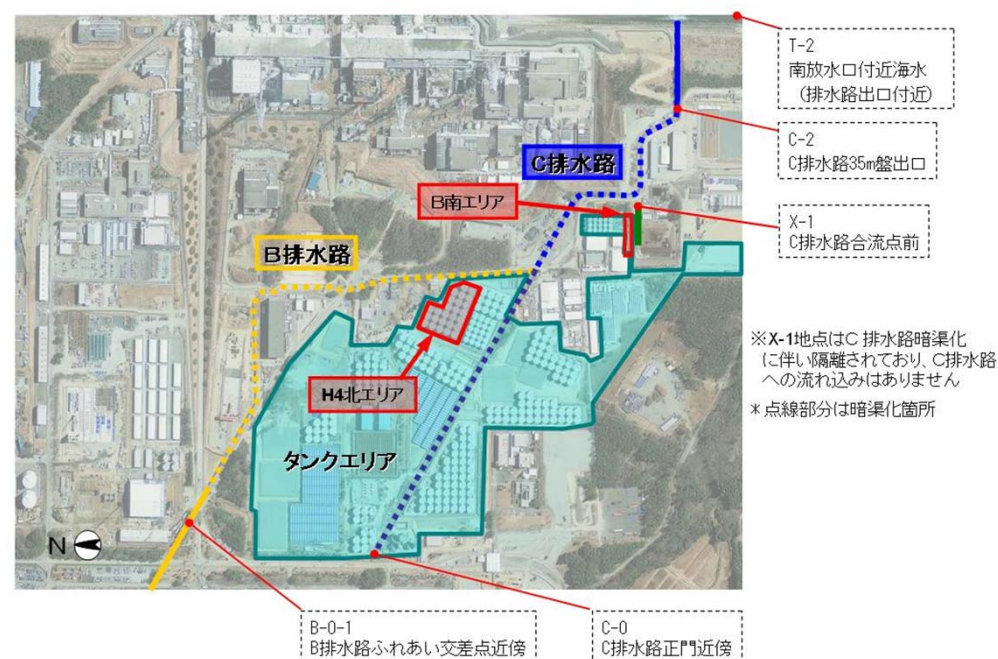 T-2
南放水口付近海水
(排水路出口付近)
C-2
C排水路35m盤出口
C排水路
B南エリア
X-1
C排水路合流点前
B排水路
※X-1地点はC排水路暗渠化
に伴い隔離されており、C排水路
への流れ込みはありません
*点線部分は暗渠化箇所
H4北エリア
タンクエリア
N
B-0-1
B排水路ふれあい交差点近傍
C-0
C排水路正門近傍